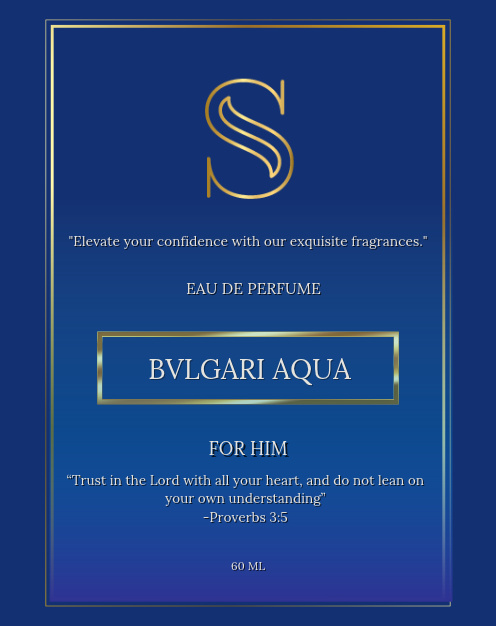 S
"Elevate your confidence with our exquisite fragrances."
EAU DE PERFUME
BVLGARI AQUA
FOR HIM
“Trust in the Lord with all your heart, and do not lean on
your own understanding”
-Proverbs 3:5
60 ML